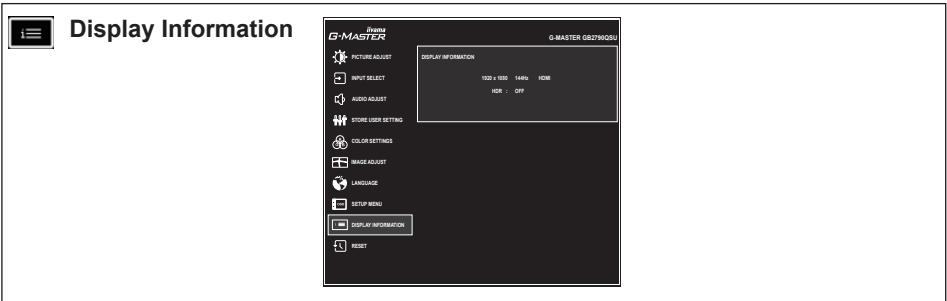 Display Information
iiyama
G-MASTER
G-MASTER GB2790QSU
PICTURE ADJUST
DISPLAY INFORMATION
INPUT SELECT
1920 x 1080 144Hz HDMI
HDR : OFF
AUDIO ADJUST
STORE USER SETTING
COLOR SETTINGS
IMAGE ADJUST
LANGUAGE
SETUP MENU
DISPLAY INFORMATION
RESET